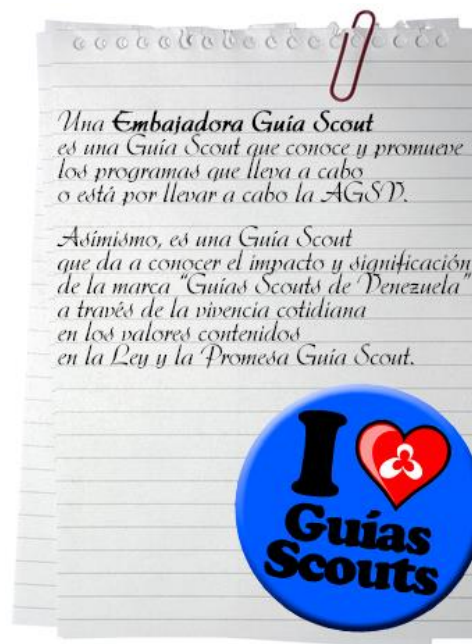 Una Embajadora Guía Scout
es una Guía Scout que conoce y promueve
los programas que lleva a cabo
o está por llevar a cabo la AGSV.
Asímismo, es una Guía Scout
que da a conocer el impacto y significación
de la marca "Guías Scouts de Venezuela"
a través de la vivencia cotidiana
en los valores contenidos
en la Ley y la Promesa Guía Scout.
I
Guías
Scouts